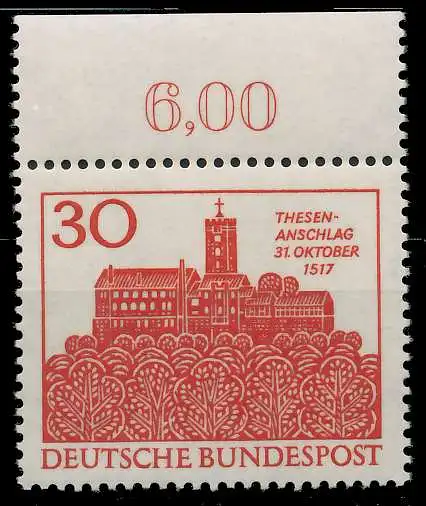 6,00
30
THESEN-
ANSCHLAG
31. OKTOBER
1517
DEUTSCHE BUNDESPOST